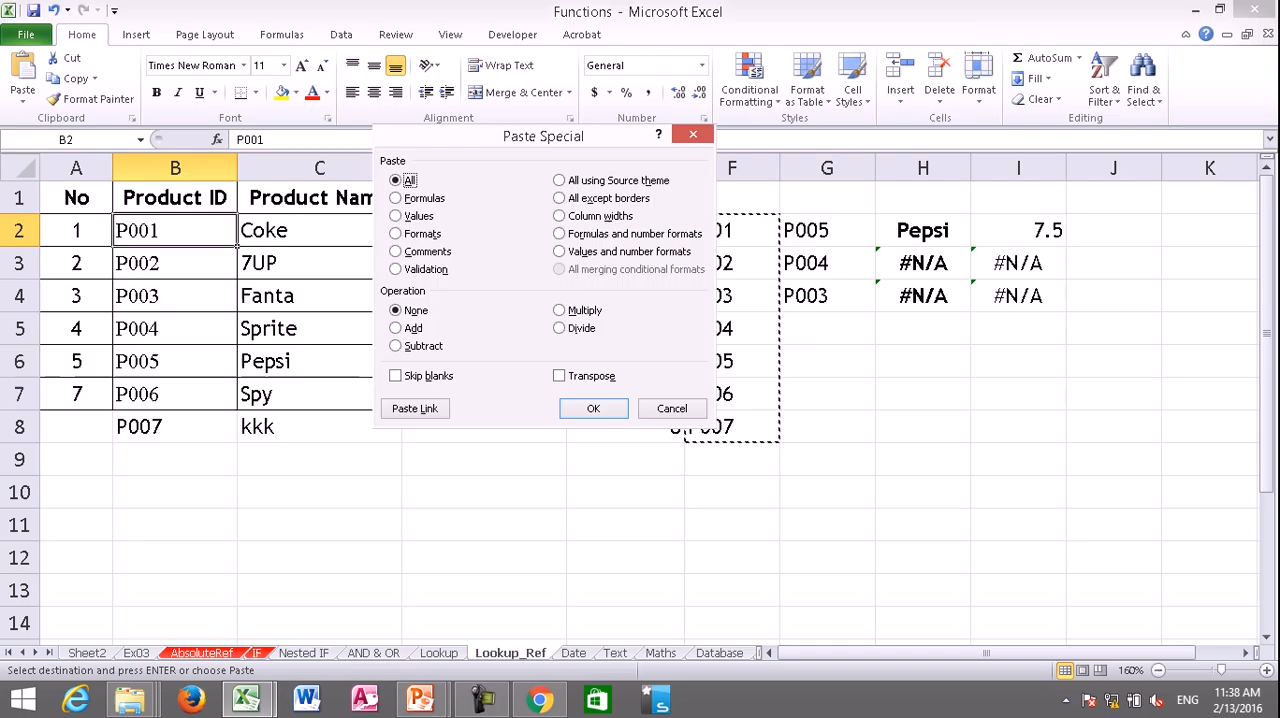 Functions - Microsoft Excel
File Home Insert Page Layout Formulas Data Review View Developer Acrobat
Paste Cut Copy Format Painter Clipboard
Times New Roman 11 B I U A A A Font
Wrap Text Merge & Center Alignment
General $ % , Number
Conditional Formatting Format as Table Cell Styles Styles
Insert Delete Format Cells
Σ AutoSum Fill Clear Sort & Filter Find & Select Editing
B2 fx P001
Paste Special ?
Paste
All All using Source theme
Formulas All except borders
Values Column widths
Formats Formulas and number formats
Comments Values and number formats
Validation All merging conditional formats
Operation
None Multiply
Add Divide
Subtract
Skip blanks Transpose
Paste Link OK Cancel
A B C F G H I J K
1 No Product ID Product Nam
2 1 P001 Coke 01 P005 Pepsi 7.5
3 2 P002 7UP 02 P004 #N/A #N/A
4 3 P003 Fanta 03 P003 #N/A #N/A
5 4 P004 Sprite 04
6 5 P005 Pepsi 05
7 7 P006 Spy 06
8 P007 kkk P007
9
10
11
12
13
14
Sheet2 Ex03 AbsoluteRef IF Nested IF AND & OR Lookup Lookup_Ref Date Text Maths Database
Select destination and press ENTER or choose Paste 160%
ENG 11:38 AM
2/13/2016